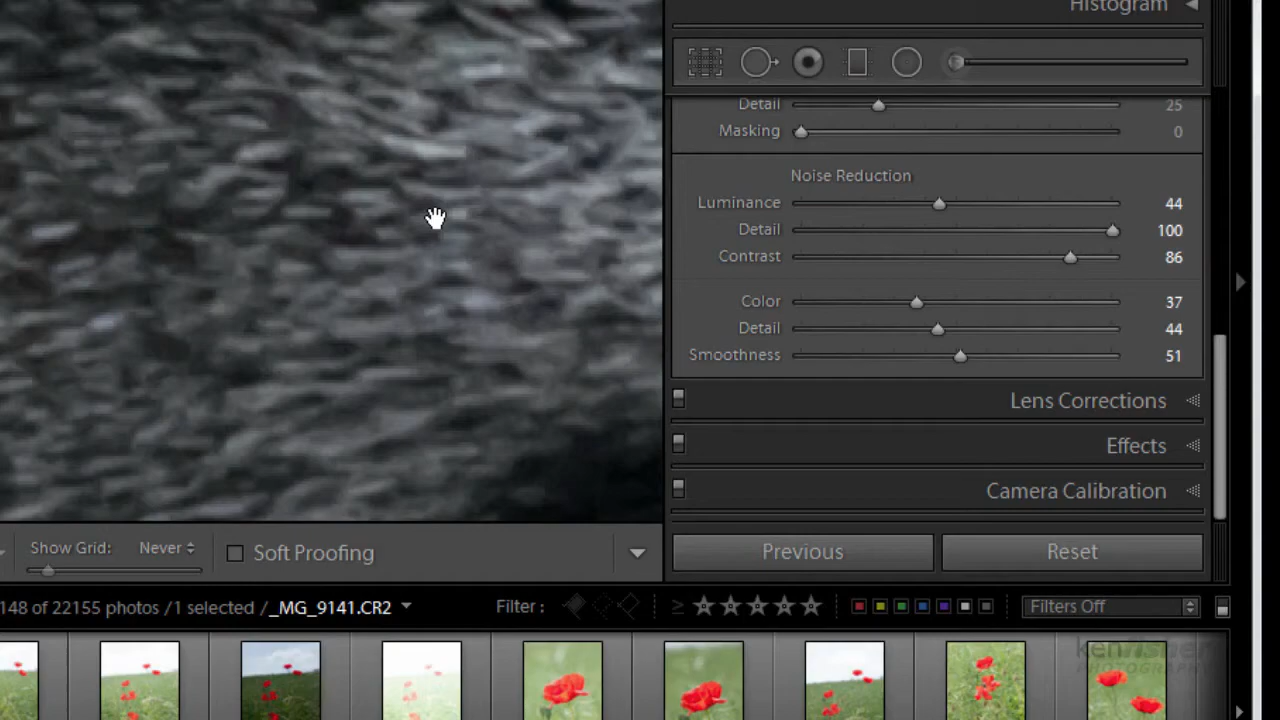 Histogram
Detail 25
Masking 0
Noise Reduction
Luminance 44
Detail 100
Contrast 86
Color 37
Detail 44
Smoothness 51
Lens Corrections
Effects
Camera Calibration
Show Grid: Never
Soft Proofing
Previous
Reset
148 of 22155 photos /1 selected /_MG_9141.CR2
Filter :
≥
Filters Off
PHOTOGRAPHY